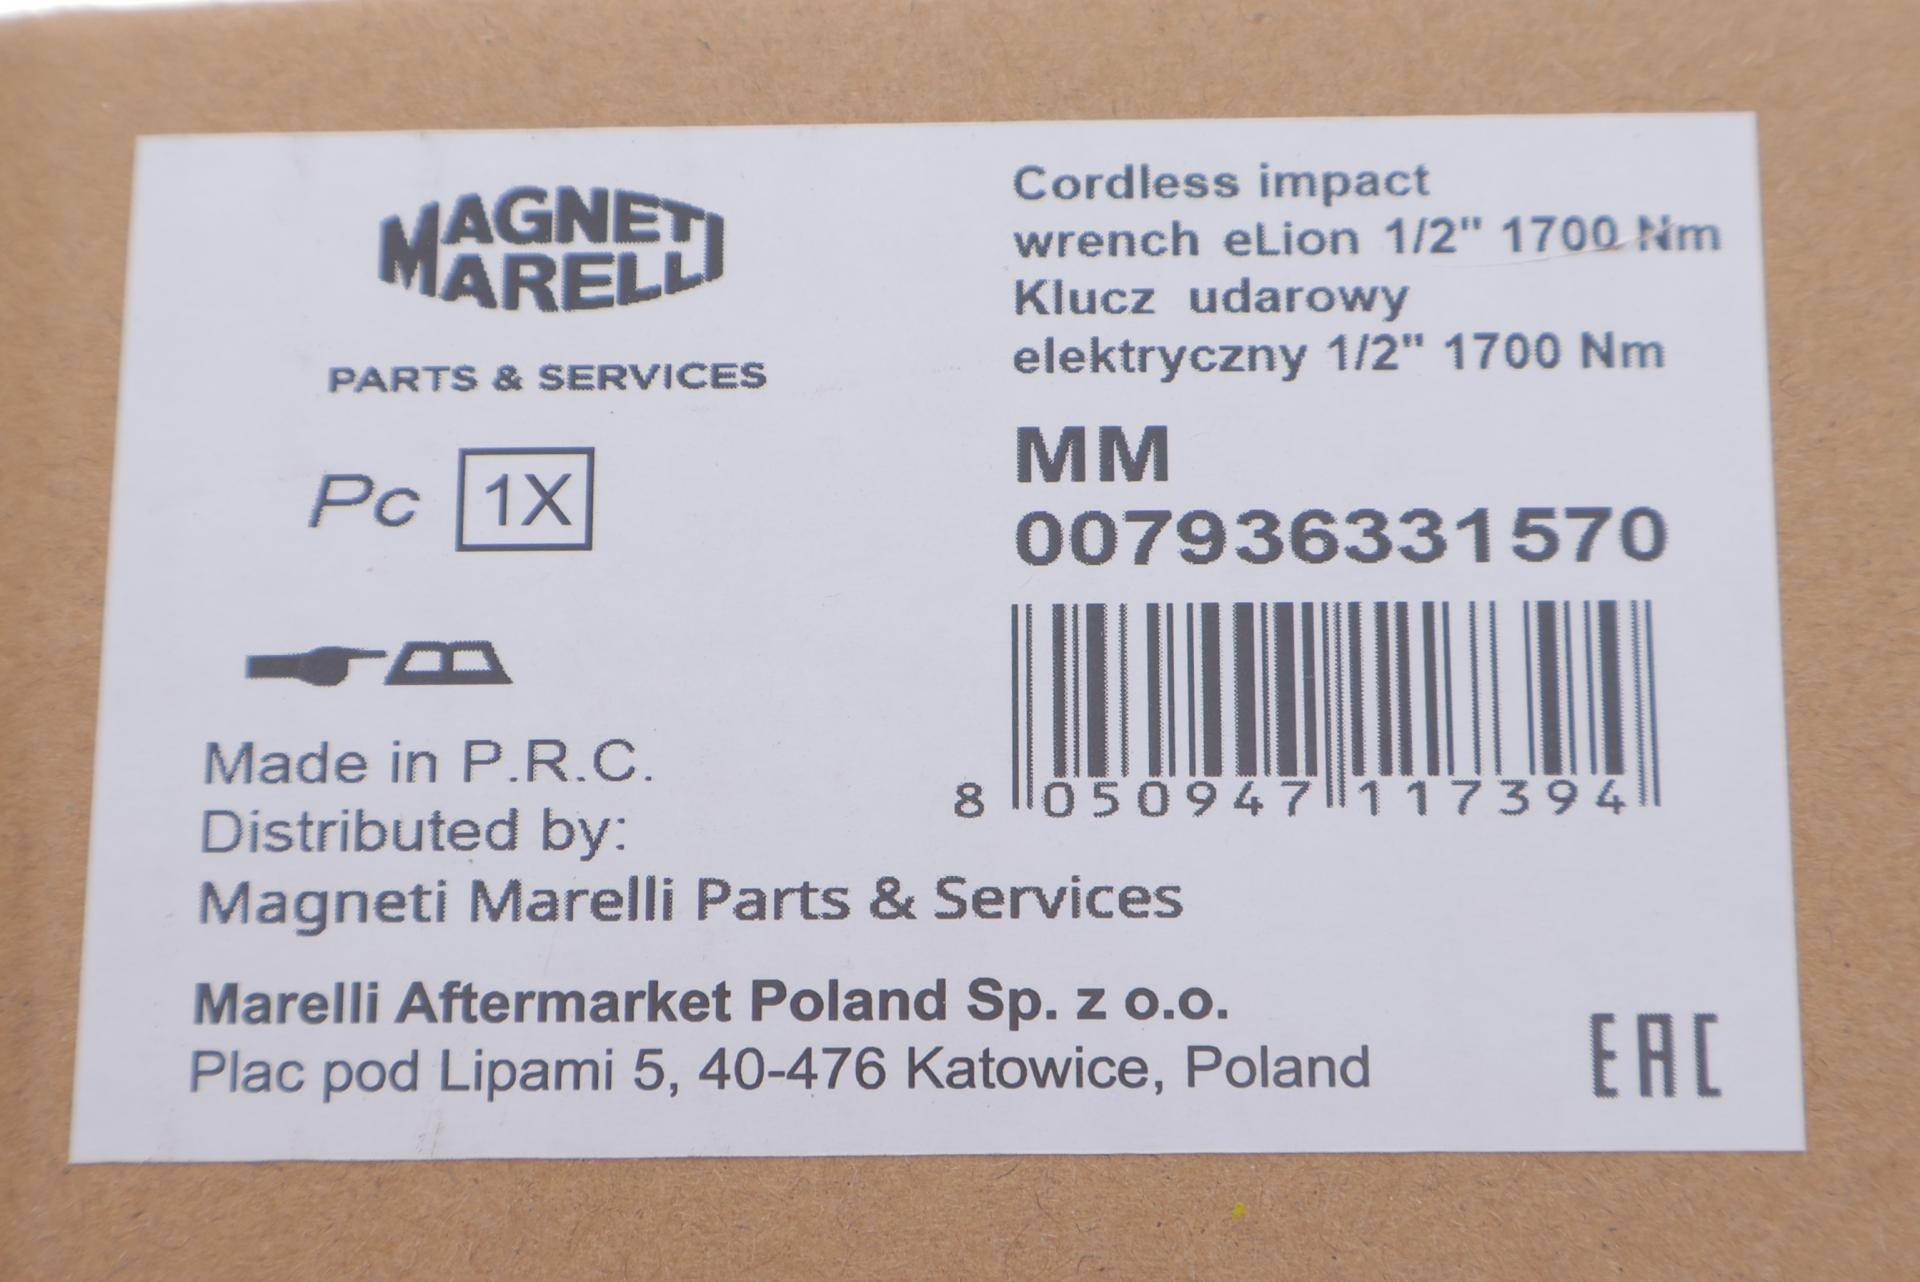 MAGNETI
MARELLI
PARTS & SERVICES
Pc 1X
Made in P.R.C.
Distributed by:
Magneti Marelli Parts & Services
Marelli Aftermarket Poland Sp. z o.o.
Plac pod Lipami 5, 40-476 Katowice, Poland
Cordless impact
wrench eLion 1/2" 1700 Nm
Klucz udarowy
elektryczny 1/2" 1700 Nm
MM
007936331570
8 050947 117394
EAC